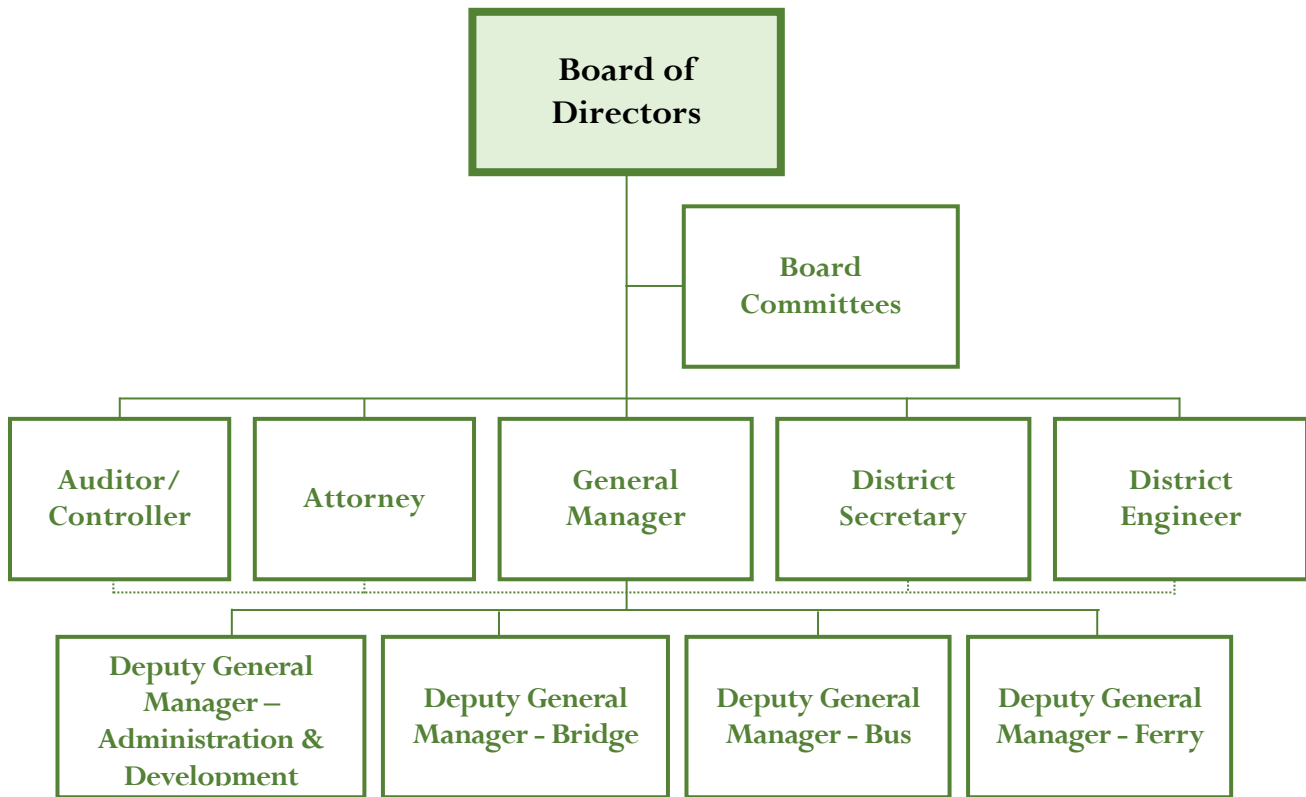 Board of
Directors
Board
Committees
Auditor/
Controller
Attorney
General
Manager
District
Secretary
District
Engineer
Deputy General
Manager –
Administration &
Development
Deputy General
Manager - Bridge
Deputy General
Manager - Bus
Deputy General
Manager - Ferry